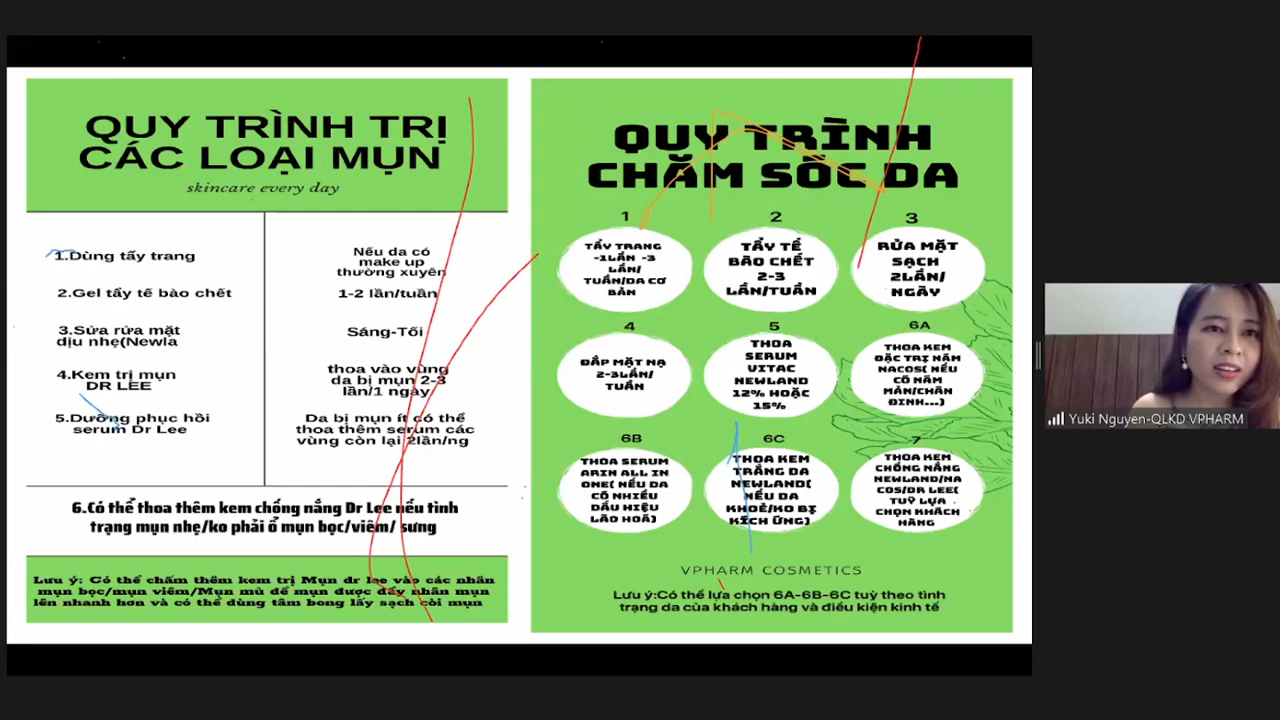 QUY TRÌNH TRỊ
CÁC LOẠI MỤN
skincare every day
1.Dùng tẩy trang
Nếu da có
make up
thường xuyên
2.Gel tẩy tế bào chết
1-2 lần/tuần
3.Sữa rửa mặt
dịu nhẹ(Newla
Sáng-Tối
4.Kem trị mụn
DR LEE
thoa vào vùng
da bị mụn 2-3
lần/1 ngày
5.Dưỡng phục hồi
serum Dr Lee
Da bị mụn ít có thể
thoa thêm serum các
vùng còn lại 2lần/ng
6.Có thể thoa thêm kem chống nắng Dr Lee nếu tình
trạng mụn nhẹ/ko phải ổ mụn bọc/viêm/ sưng
Lưu ý: Có thể chấm thêm kem trị Mụn dr lee vào các nhân
mụn bọc/mụn viêm/Mụn mủ để mụn được đẩy nhân mụn
lên nhanh hơn và có thể dùng tăm bong lấy sạch còi mụn
QUY TRÌNH
CHĂM SÓC DA
1
TẨY TRANG
-1LẦN -3
LẦN/
TUẦN/DA CƠ
BẢN
2
TẨY TẾ
BÀO CHẾT
2-3
LẦN/TUẦN
3
RỬA MẶT
SẠCH
2LẦN/
NGÀY
4
ĐẮP MẶT NẠ
2-3LẦN/
TUẦN
5
THOA
SERUM
VITAC
NEWLAND
12% HOẶC
15%
6A
THOA KEM
ĐẶC TRỊ NÁM
NACOS( NẾU
CÓ NÁM
MẢN/CHÂN
ĐINH...)
6B
THOA SERUM
ARIN ALL IN
ONE( NẾU DA
CÓ NHIỀU
DẤU HIỆU
LÃO HOÁ)
6C
THOA KEM
TRẮNG DA
NEWLAND(
NẾU DA
KHOẺ/KO BỊ
KÍCH ỨNG)
7
THOA KEM
CHỐNG NẮNG
NEWLAND/NA
COS/DR LEE(
TUỲ LỰA
CHỌN KHÁCH
HÀNG
VPHARM COSMETICS
Lưu ý:Có thể lựa chọn 6A-6B-6C tuỳ theo tình
trạng da của khách hàng và điều kiện kinh tế
Yuki Nguyen-QLKD VPHARM